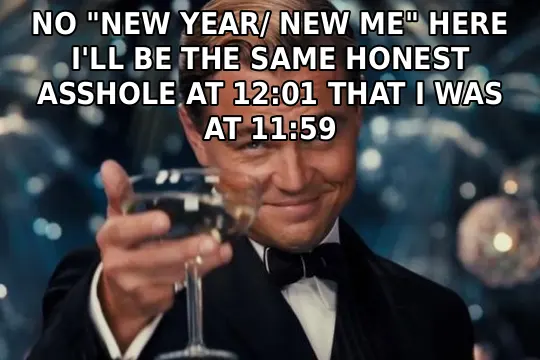 NO "NEW YEAR/ NEW ME" HERE
I'LL BE THE SAME HONEST
ASSHOLE AT 12:01 THAT I WAS
AT 11:59